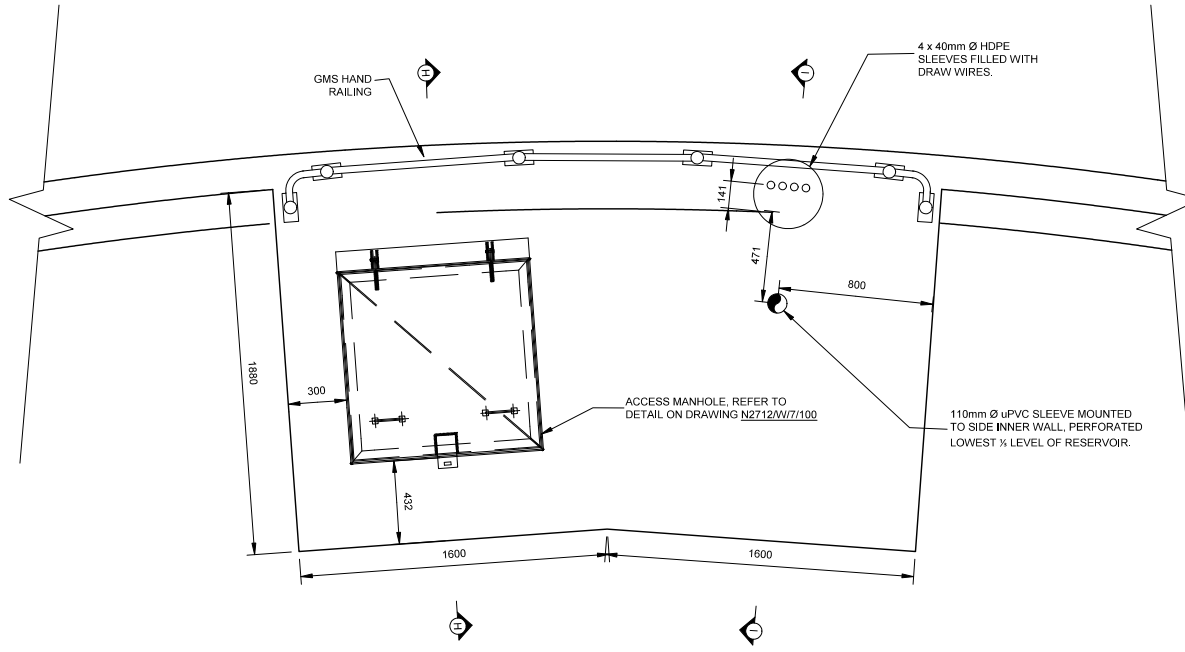 4 x 40mm Ø HDPE
SLEEVES FILLED WITH
DRAW WIRES.
GMS HAND
RAILING
H
I
141
471
800
1880
300
ACCESS MANHOLE, REFER TO
DETAIL ON DRAWING N2712/W/7/100
110mm Ø uPVC SLEEVE MOUNTED
TO SIDE INNER WALL, PERFORATED
LOWEST ⅓ LEVEL OF RESERVOIR.
432
1600
1600
H
I